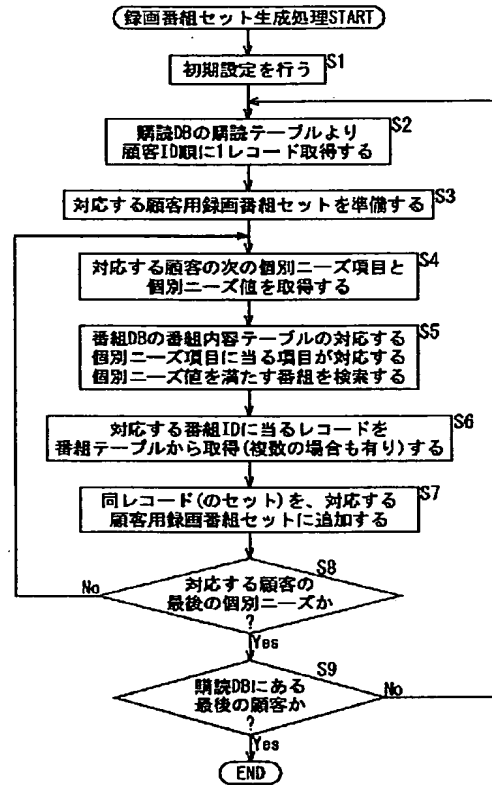 録画番組セット生成処理START
S1
初期設定を行う
S2
購読DBの購読テーブルより
顧客ID順に1レコード取得する
S3
対応する顧客用録画番組セットを準備する
S4
対応する顧客の次の個別ニーズ項目と
個別ニーズ値を取得する
S5
番組DBの番組内容テーブルの対応する
個別ニーズ項目に当る項目が対応する
個別ニーズ値を満たす番組を検索する
S6
対応する番組IDに当るレコードを
番組テーブルから取得(複数の場合も有り)する
S7
同レコード(のセット)を、対応する
顧客用録画番組セットに追加する
S8
No
対応する顧客の
最後の個別ニーズか
?
Yes
S9
購読DBにある
最後の顧客か
?
No
Yes
END